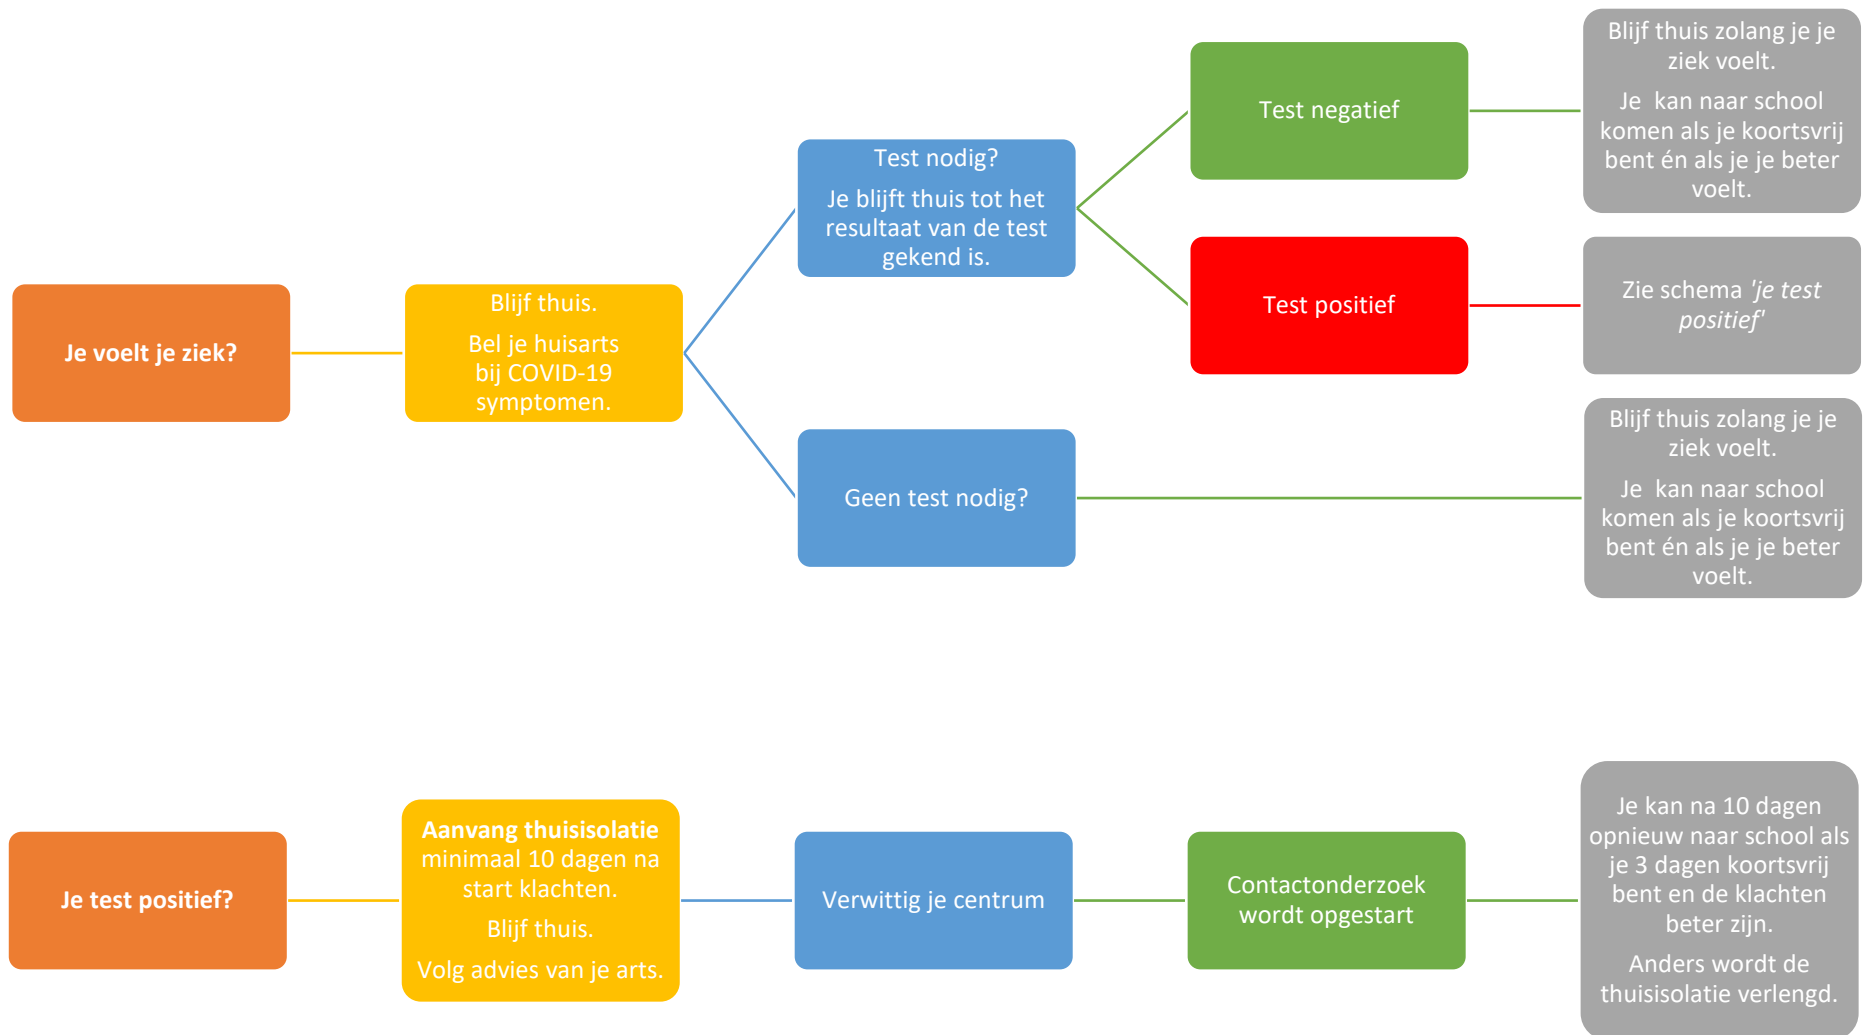 Je voelt je ziek?
Blijf thuis.
Bel je huisarts
bij COVID-19
symptomen.
Test nodig?
Je blijft thuis tot het
resultaat van de test
gekend is.
Test negatief
Blijf thuis zolang je je
ziek voelt.
Je  kan naar school
komen als je koortsvrij
bent én als je je beter
voelt.
Test positief
Zie schema 'je test
positief'
Geen test nodig?
Blijf thuis zolang je je
ziek voelt.
Je  kan naar school
komen als je koortsvrij
bent én als je je beter
voelt.
Je test positief?
Aanvang thuisisolatie
minimaal 10 dagen na
start klachten.
Blijf thuis.
Volg advies van je arts.
Verwittig je centrum
Contactonderzoek
wordt opgestart
Je kan na 10 dagen
opnieuw naar school als
je 3 dagen koortsvrij
bent en de klachten
beter zijn.
Anders wordt de
thuisisolatie verlengd.